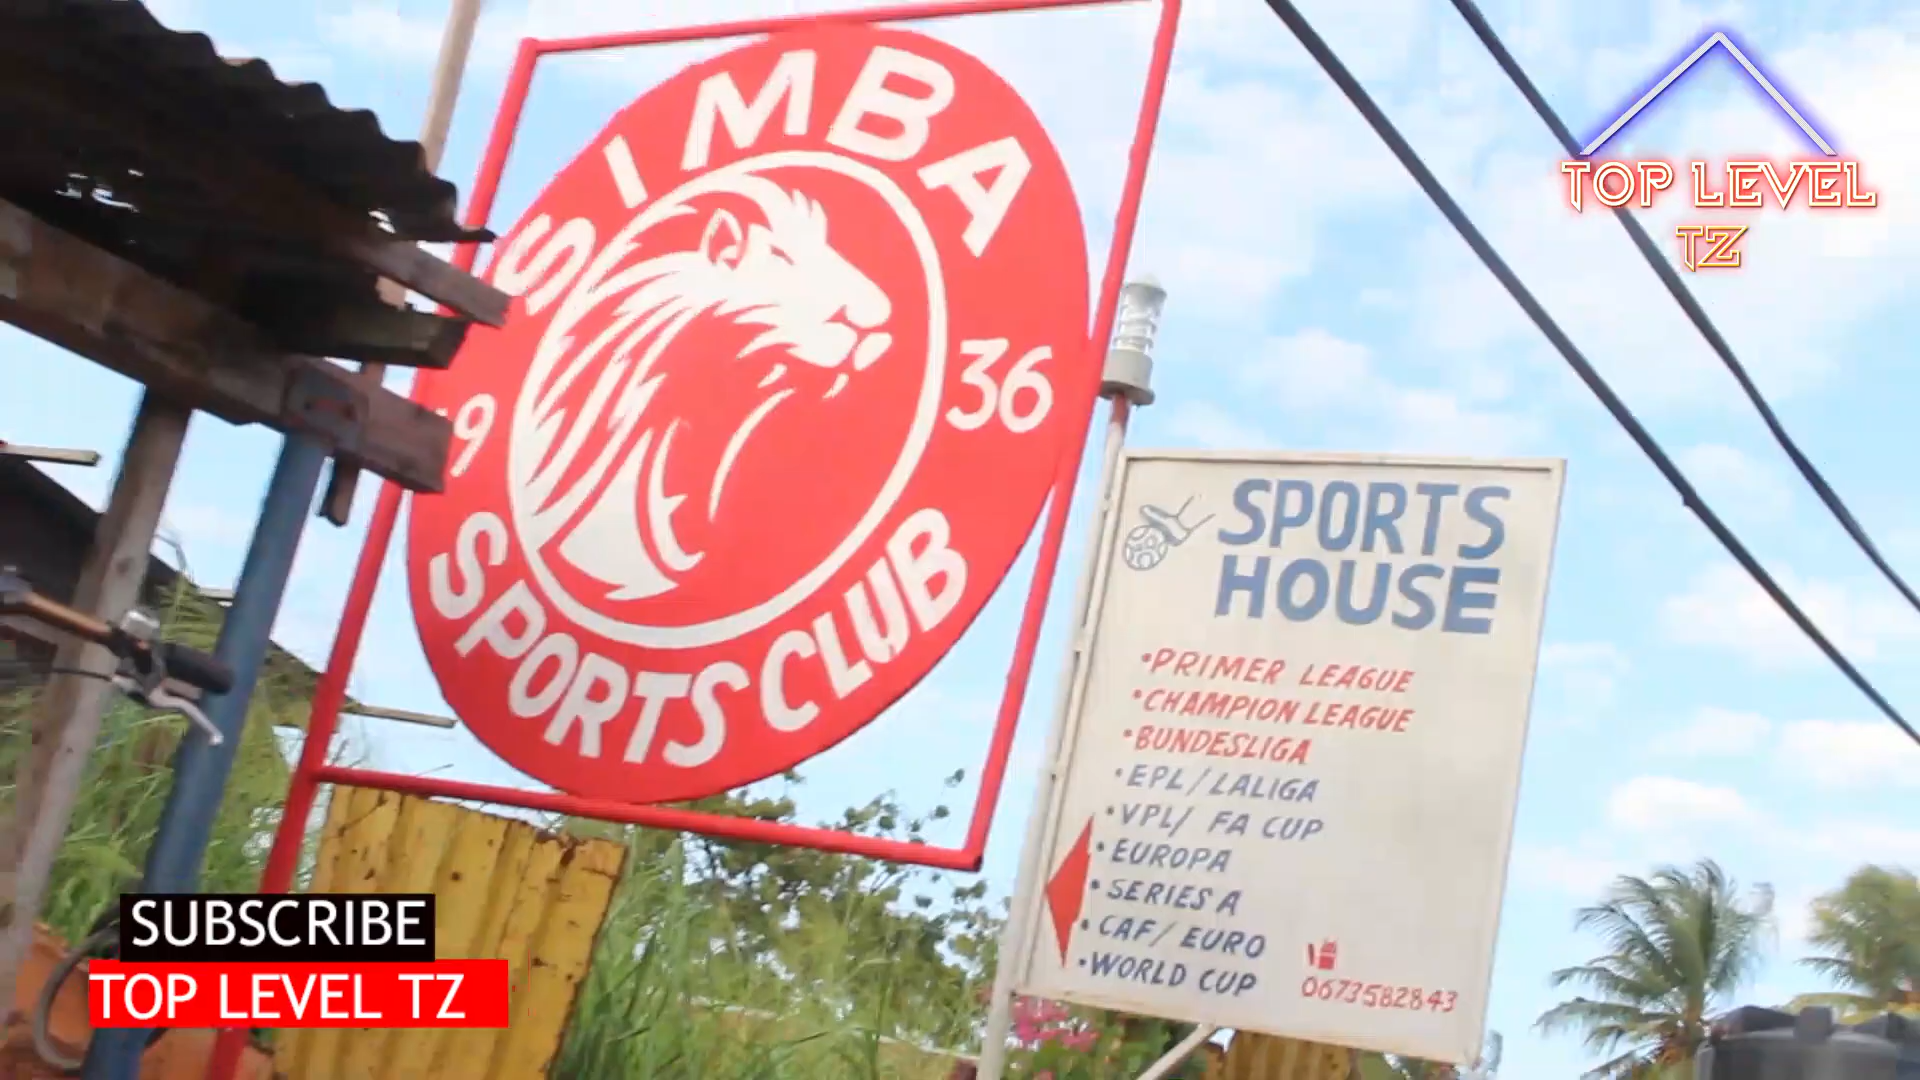 SIMBA
19 36
SPORTS CLUB
TOP LEVEL
TZ
SPORTS
HOUSE
•PRIMER LEAGUE
•CHAMPION LEAGUE
•BUNDESLIGA
•EPL/LALIGA
•VPL/ FA CUP
•EUROPA
•SERIES A
•CAF/ EURO
•WORLD CUP
0673582843
SUBSCRIBE
TOP LEVEL TZ